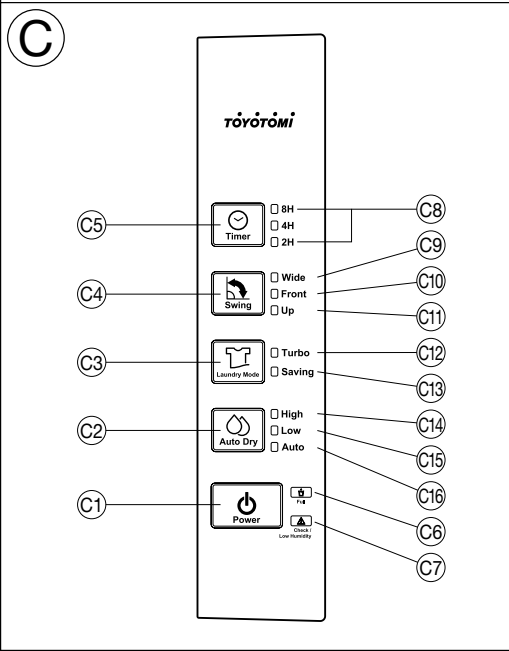 C
TOYOTOMI
C5
Timer
8H
4H
2H
C8
C4
Swing
Wide
Front
Up
C9
C10
C11
C3
Laundry Mode
Turbo
Saving
C12
C13
C2
Auto Dry
High
Low
Auto
C14
C15
C16
C1
Power
Full
Check /
Low Humidity
C6
C7